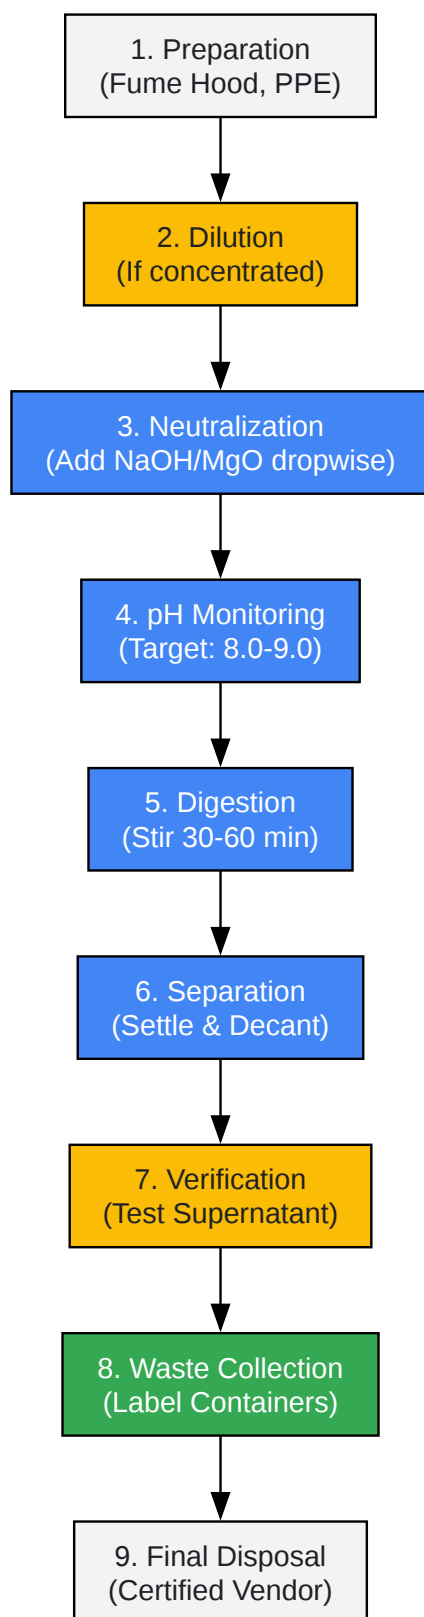 1. Preparation
(Fume Hood, PPE)
2. Dilution
(If concentrated)
3. Neutralization
(Add NaOH/MgO dropwise)
4. pH Monitoring
(Target: 8.0-9.0)
5. Digestion
(Stir 30-60 min)
6. Separation
(Settle & Decant)
7. Verification
(Test Supernatant)
8. Waste Collection
(Label Containers)
9. Final Disposal
(Certified Vendor)